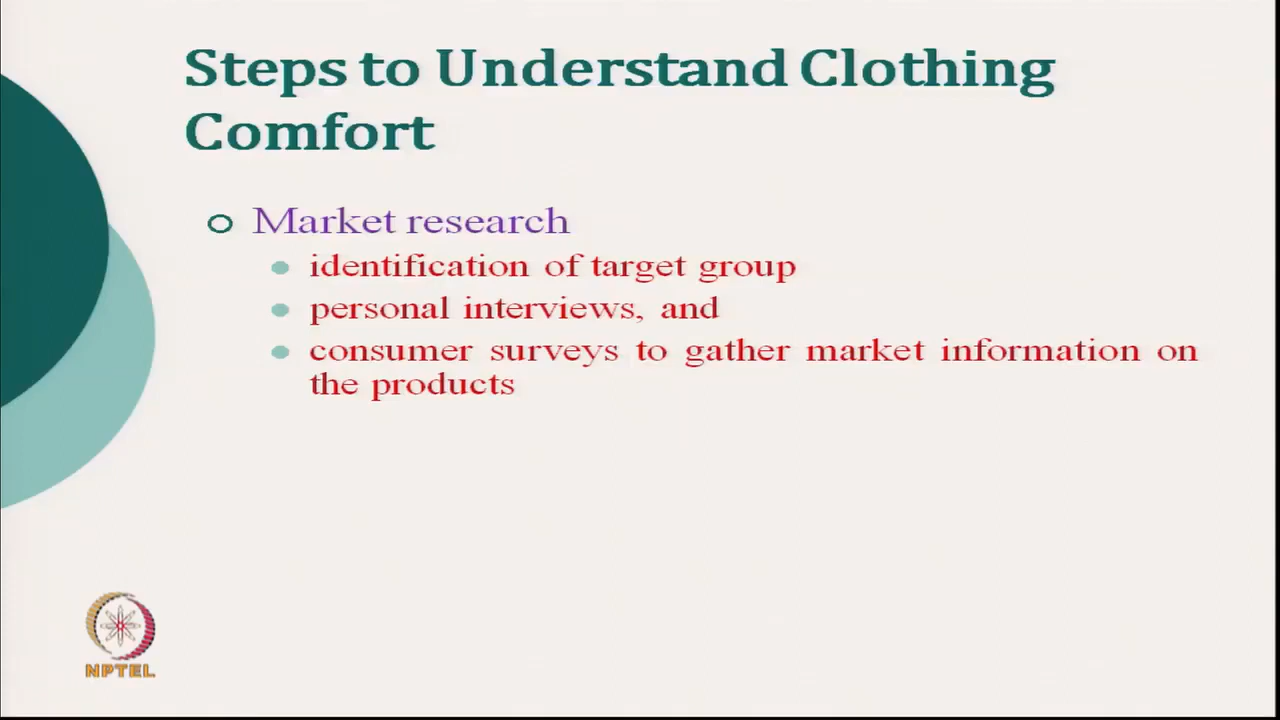 Steps to Understand Clothing
Comfort
Market research
identification of target group
personal interviews, and
consumer surveys to gather market information on
the products
NPTEL